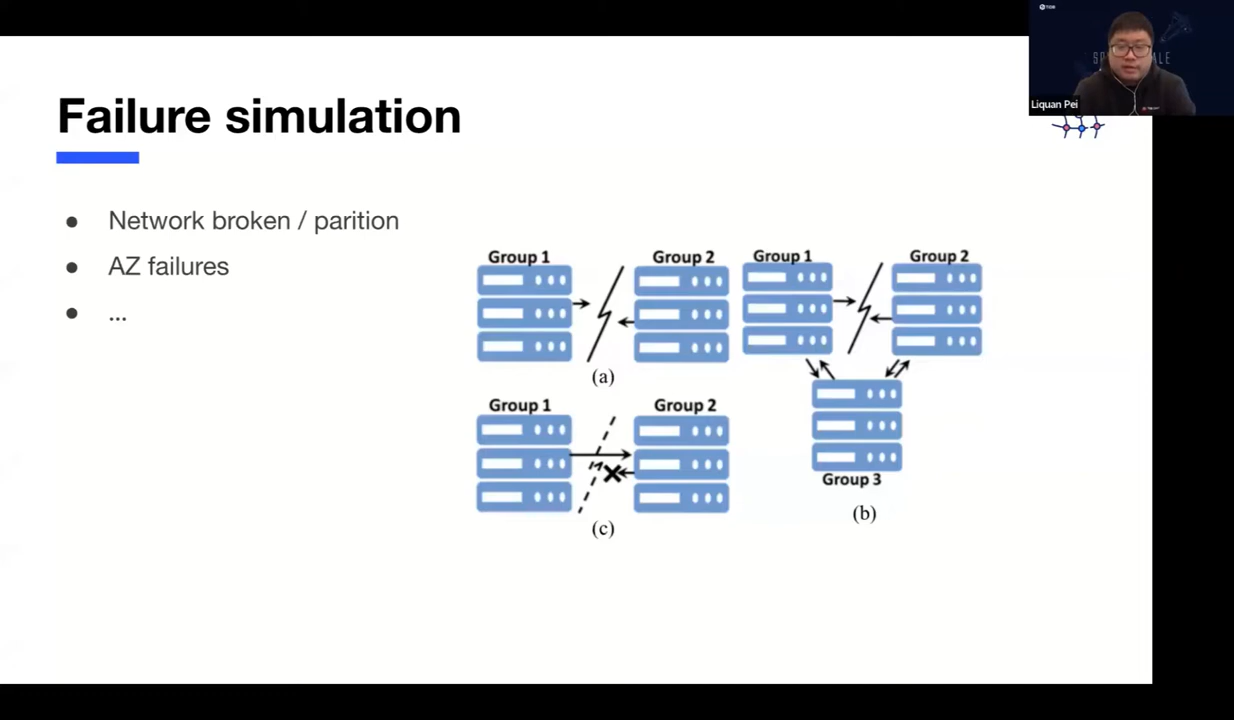 Failure simulation
● Network broken / parition
● AZ failures
● ...
Group 1
Group 2
(a)
Group 1
Group 2
Group 3
(b)
Group 1
Group 2
(c)
Liquan Pei